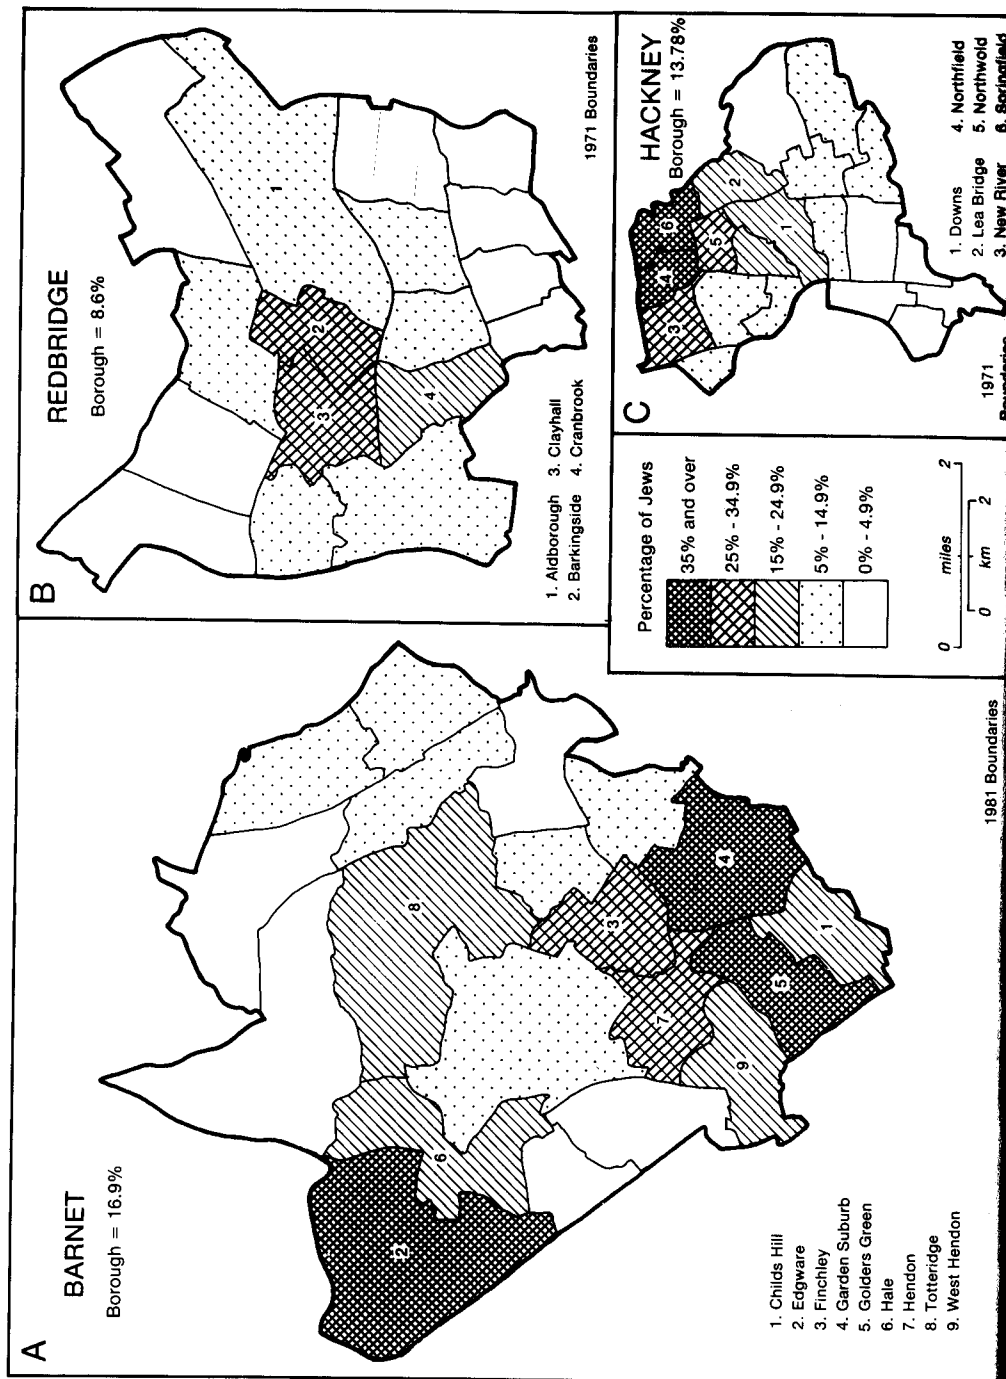 A
BARNET
Borough = 16.9%
2
6
8
3
7
4
5
9
1
1. Childs Hill
2. Edgware
3. Finchley
4. Garden Suburb
5. Golders Green
6. Hale
7. Hendon
8. Totteridge
9. West Hendon
1981 Boundaries
B
REDBRIDGE
Borough = 8.6%
1
2
3
4
1. Aldborough 3. Clayhall
2. Barkingside 4. Cranbrook
1971 Boundaries
Percentage of Jews
35% and over
25% - 34.9%
15% - 24.9%
5% - 14.9%
0% - 4.9%
0 miles 2
0 km 2
C
HACKNEY
Borough = 13.78%
3
4
6
5
2
1
1. Downs 4. Northfield
2. Lea Bridge 5. Northwold
3. New River 6. Springfield
1971
Boundaries